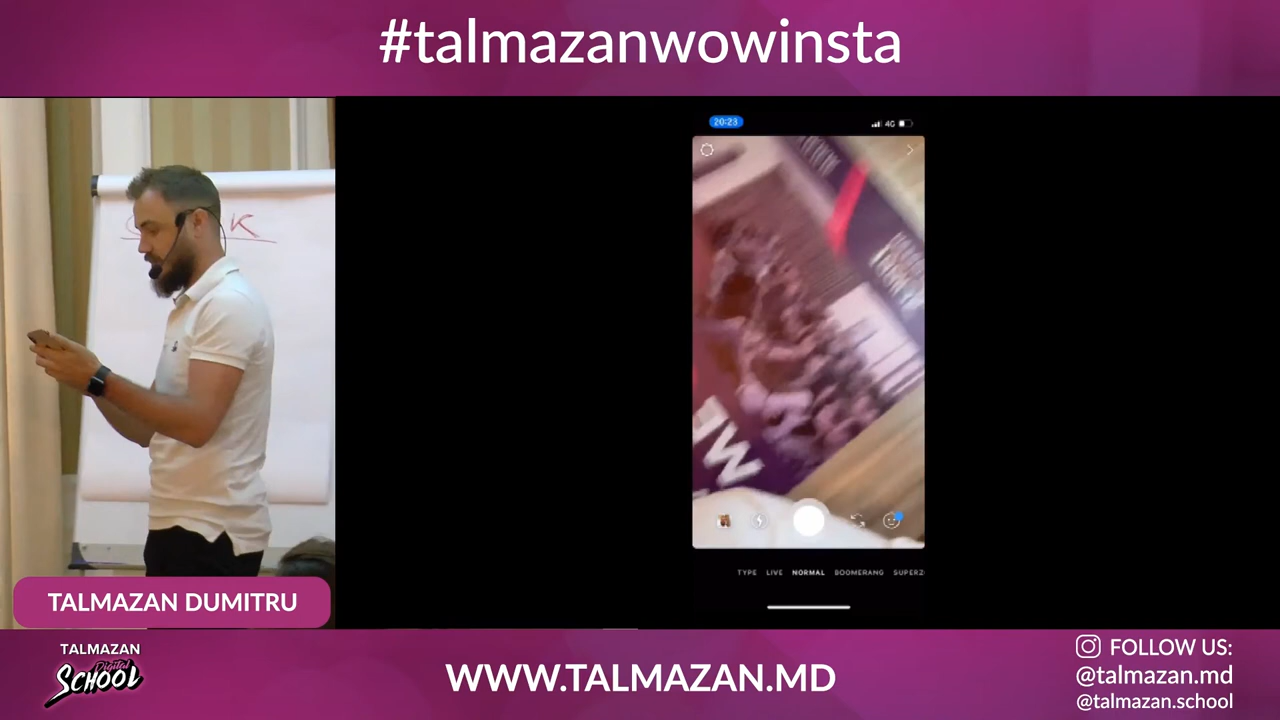 #talmazanwowinsta
20:23
4G
K
TYPE LIVE NORMAL BOOMERANG SUPERZ
TALMAZAN DUMITRU
TALMAZAN
Digital
SCHOOL
WWW.TALMAZAN.MD
FOLLOW US:
@talmazan.md
@talmazan.school